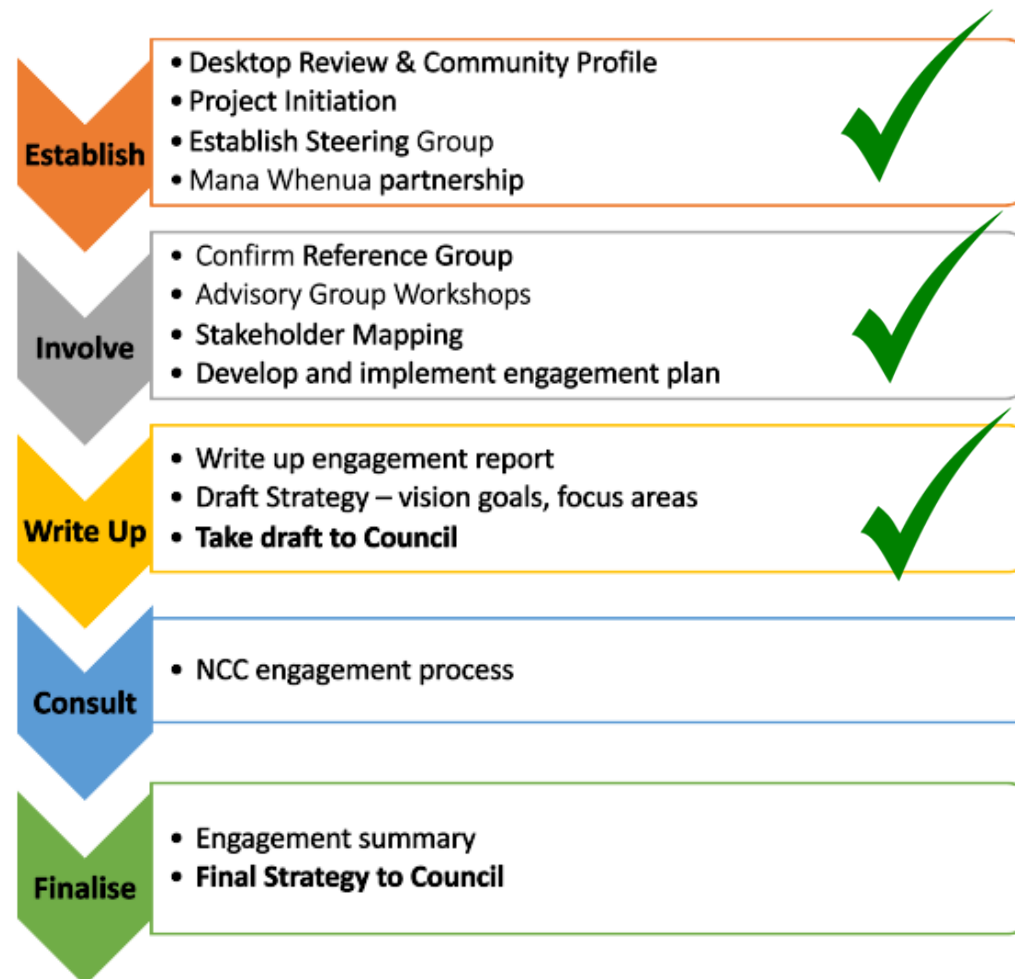 Establish
• Desktop Review & Community Profile
• Project Initiation
• Establish Steering Group
• Mana Whenua partnership
Involve
• Confirm Reference Group
• Advisory Group Workshops
• Stakeholder Mapping
• Develop and implement engagement plan
Write Up
• Write up engagement report
• Draft Strategy – vision goals, focus areas
• Take draft to Council
Consult
• NCC engagement process
Finalise
• Engagement summary
• Final Strategy to Council